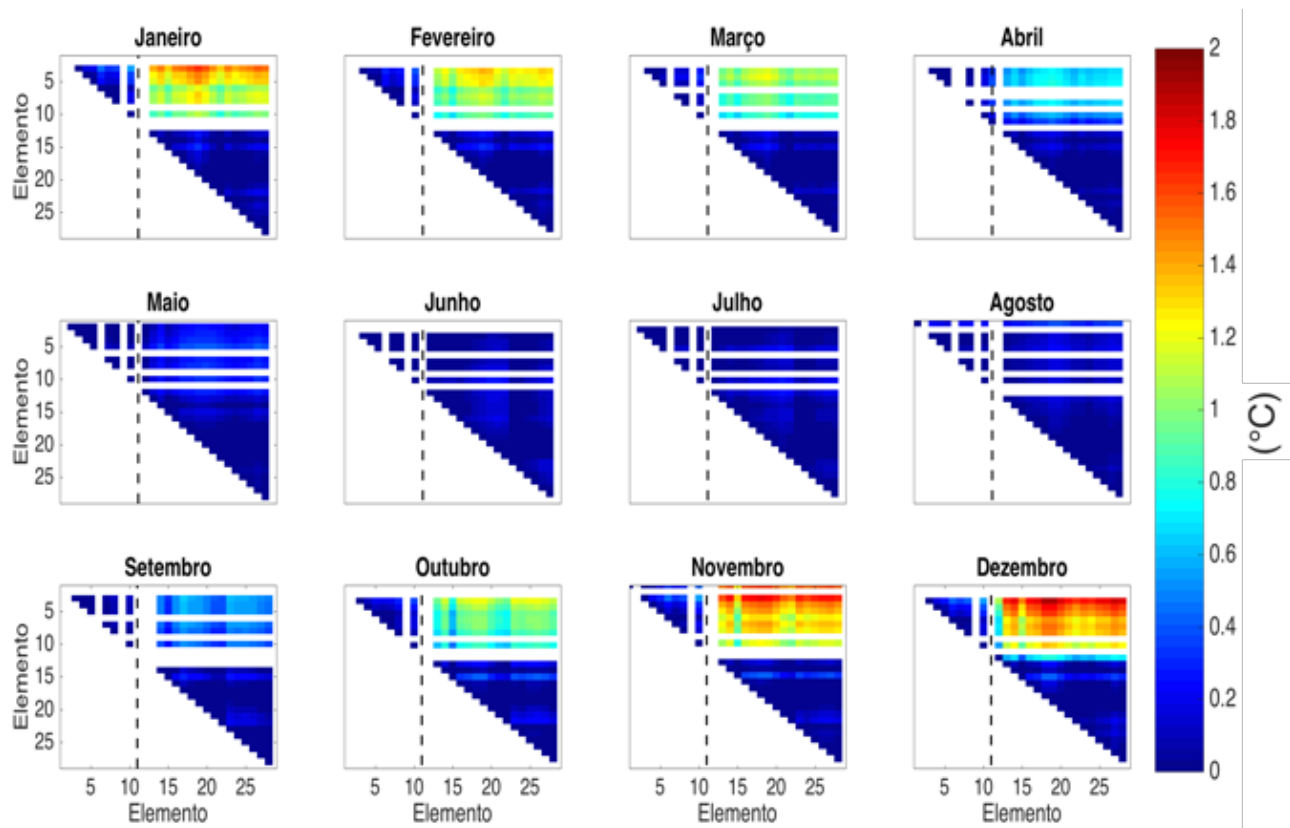 Janeiro Fevereiro Março Abril
Elemento 5 10 15 20 25
Maio Junho Julho Agosto
Elemento 5 10 15 20 25
Setembro Outubro Novembro Dezembro
Elemento 5 10 15 20 25
5 10 15 20 25 5 10 15 20 25 5 10 15 20 25 5 10 15 20 25
Elemento Elemento Elemento Elemento
2
1.8
1.6
1.4
1.2
1
0.8
0.6
0.4
0.2
0
(°C)